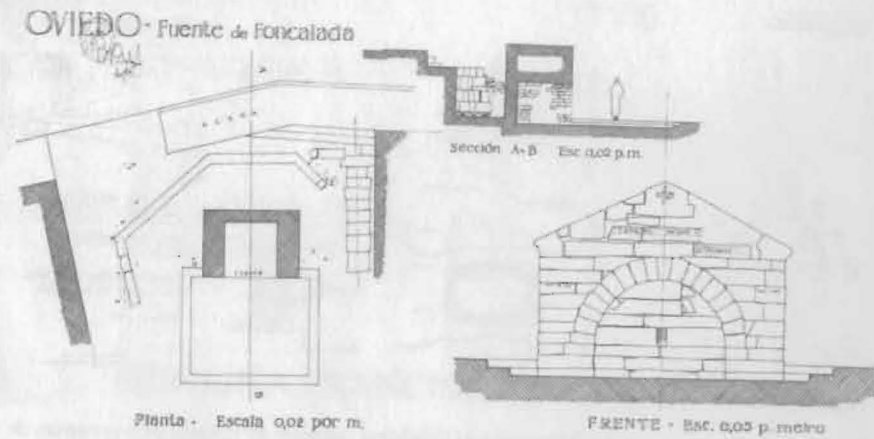 OVIEDO - Fuente de Foncalada
Sección A-B Esc 0,02 p.m.
Planta - Escala 0,02 por m.
FRENTE - Esc. 0,05 p metro